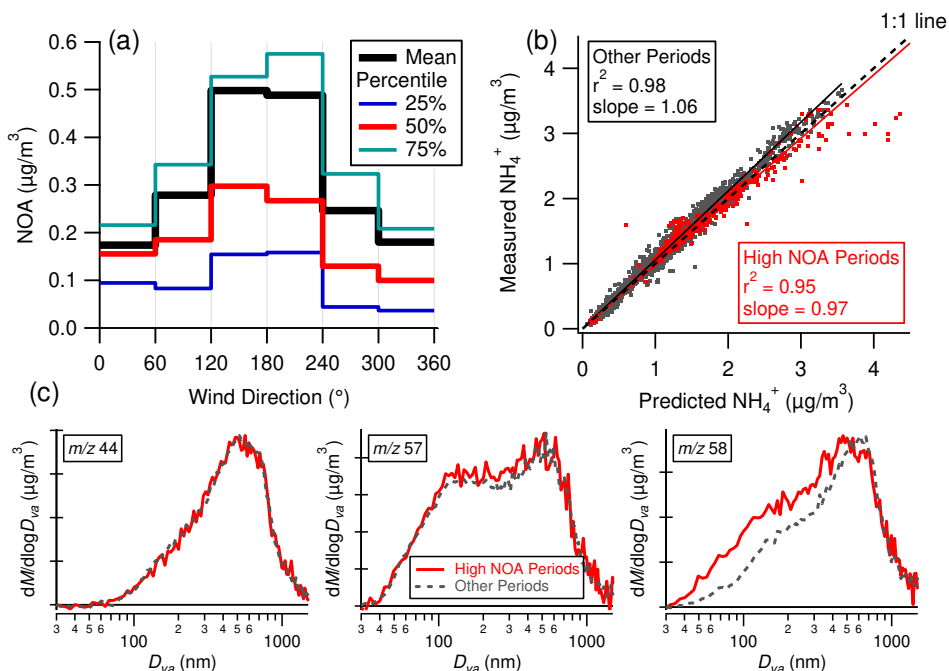 (a)
NOA (µg/m³)
0.6
0.5
0.4
0.3
0.2
0.1
0.0
0 60 120 180 240 300 360
Wind Direction (°)
Mean
Percentile
25%
50%
75%
(b)
1:1 line
Measured NH₄⁺ (µg/m³)
4
3
2
1
0
0 1 2 3 4
Predicted NH₄⁺ (µg/m³)
Other Periods
r² = 0.98
slope = 1.06
High NOA Periods
r² = 0.95
slope = 0.97
(c)
dM/dlogDva (µg/m³)
m/z 44
3 4 5 6 100 2 3 4 5 6 1000
Dva (nm)
dM/dlogDva (µg/m³)
m/z 57
High NOA Periods
Other Periods
3 4 5 6 100 2 3 4 5 6 1000
Dva (nm)
dM/dlogDva (µg/m³)
m/z 58
3 4 5 6 100 2 3 4 5 6 1000
Dva (nm)